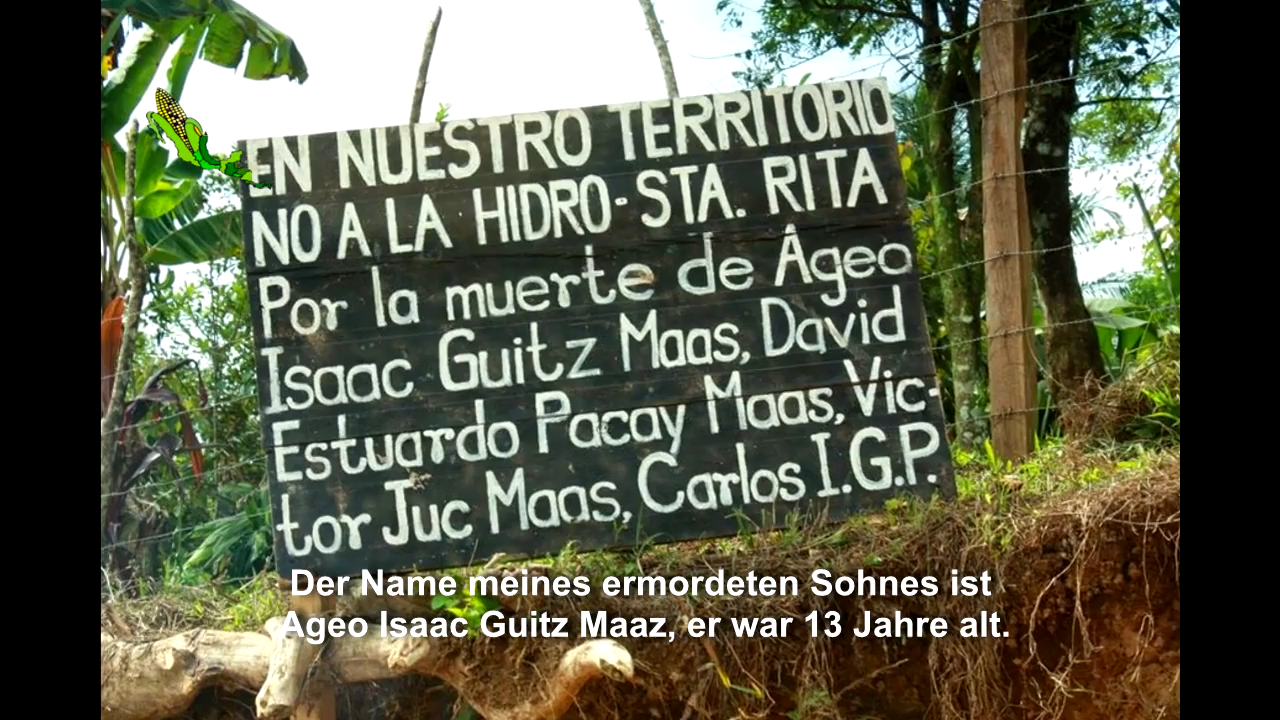 EN NUESTRO TERRITORIO
NO A LA HIDRO-STA. RITA
Por la muerte de Ageo
Isaac Guitz Maas, David
Estuardo Pacay Maas, Vic-
tor Juc Maas, Carlos I.G.P.
Der Name meines ermordeten Sohnes ist
Ageo Isaac Guitz Maaz, er war 13 Jahre alt.